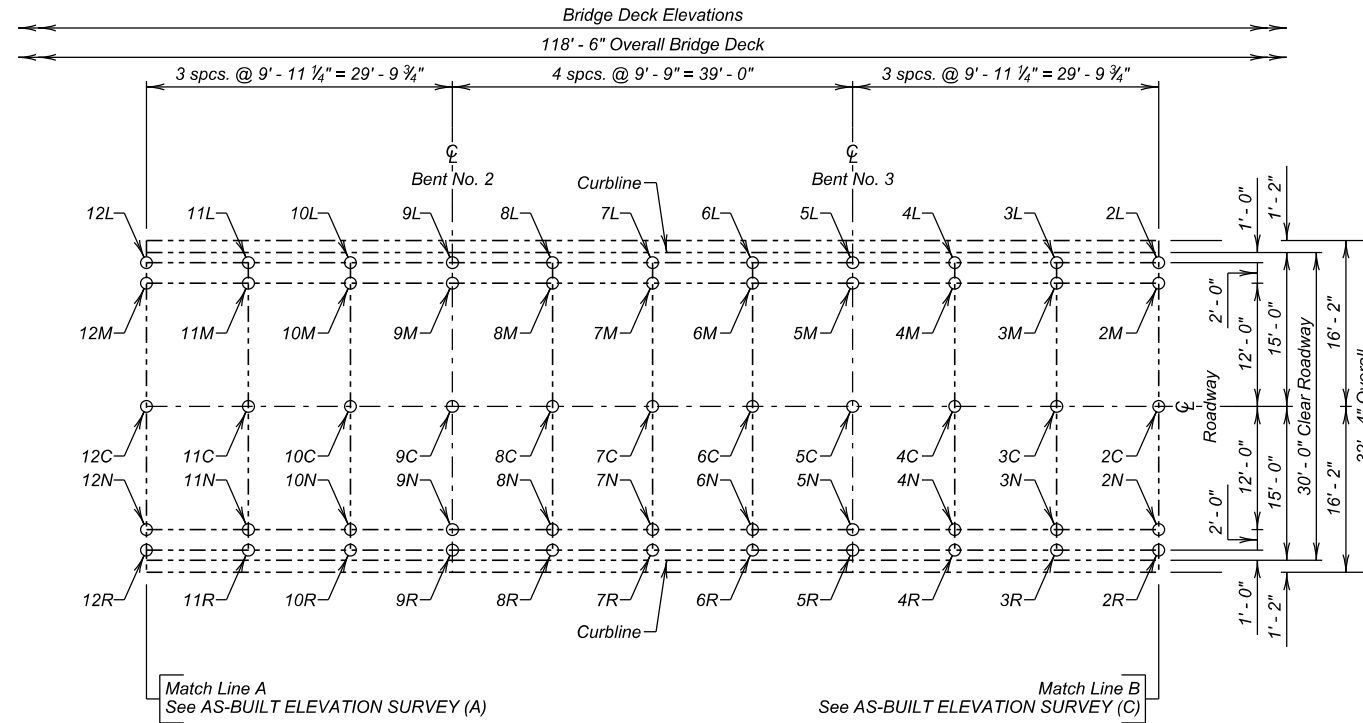 Bridge Deck Elevations
118' - 6" Overall Bridge Deck
3 spcs. @ 9' - 11 ¼" = 29' - 9 ¾"
4 spcs. @ 9' - 9" = 39' - 0"
3 spcs. @ 9' - 11 ¼" = 29' - 9 ¾"
℄
Bent No. 2
Curbline
℄
Bent No. 3
12L
11L
10L
9L
8L
7L
6L
5L
4L
3L
2L
1' - 0"
1' - 2"
12M
11M
10M
9M
8M
7M
6M
5M
4M
3M
2M
2' - 0"
12' - 0"
15' - 0"
16' - 2"
℄
Roadway
30' - 0" Clear Roadway
12C
11C
10C
9C
8C
7C
6C
5C
4C
3C
2C
12N
11N
10N
9N
8N
7N
6N
5N
4N
3N
2N
2' - 0"
12' - 0"
15' - 0"
16' - 2"
12R
11R
10R
9R
8R
7R
6R
5R
4R
3R
2R
1' - 0"
1' - 2"
Curbline
Match Line A
See AS-BUILT ELEVATION SURVEY (A)
Match Line B
See AS-BUILT ELEVATION SURVEY (C)